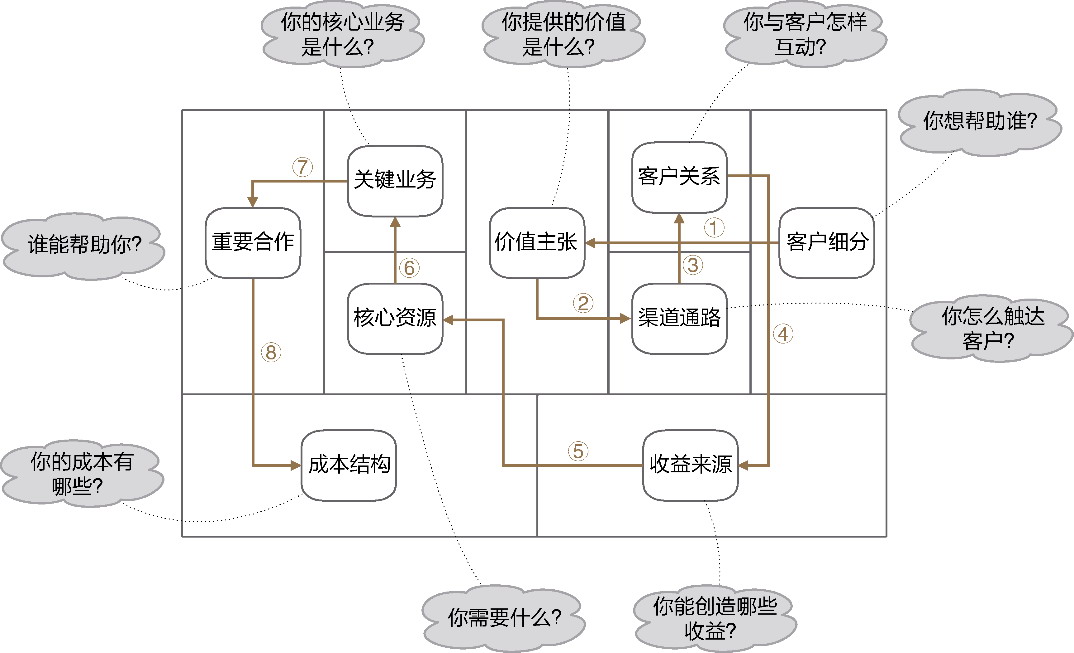 你的核心业务
是什么?
你提供的价值
是什么?
你与客户怎样
互动?
你想帮助谁?
⑦
关键业务
客户关系
①
谁能帮助你?
重要合作
价值主张
客户细分
⑥
③
核心资源
②
渠道通路
④
你怎么触达
客户?
⑧
你的成本有
哪些?
成本结构
⑤
收益来源
你需要什么?
你能创造哪些
收益?